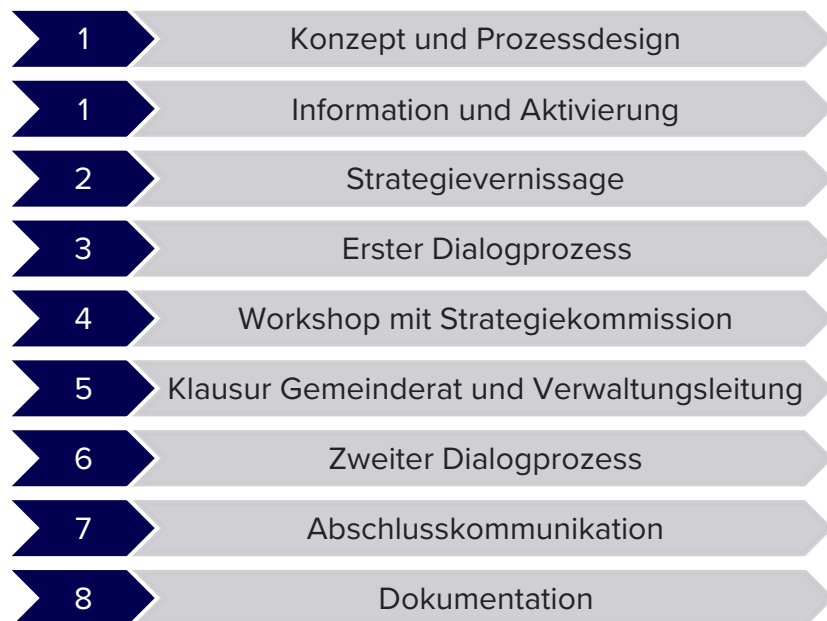 1 Konzept und Prozessdesign
1 Information und Aktivierung
2 Strategievernissage
3 Erster Dialogprozess
4 Workshop mit Strategiekommission
5 Klausur Gemeinderat und Verwaltungsleitung
6 Zweiter Dialogprozess
7 Abschlusskommunikation
8 Dokumentation